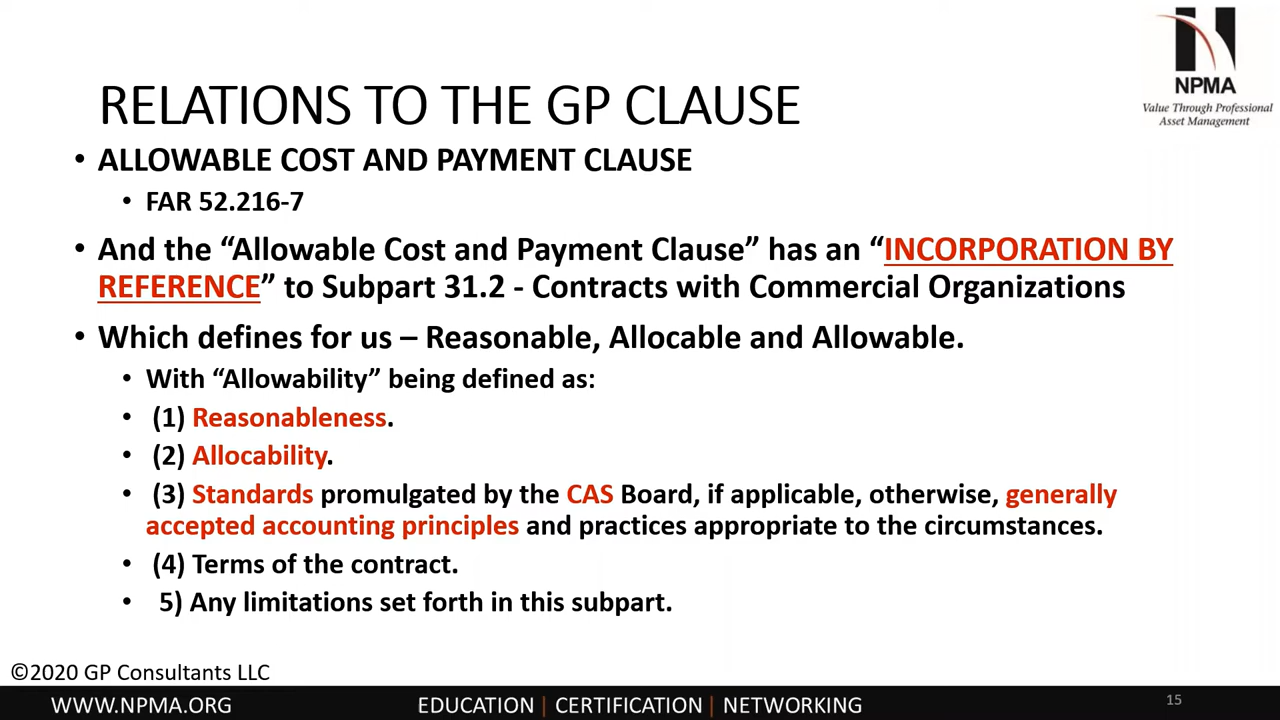 NPMA
Value Through Professional
Asset Management
RELATIONS TO THE GP CLAUSE
• ALLOWABLE COST AND PAYMENT CLAUSE
• FAR 52.216-7
• And the “Allowable Cost and Payment Clause” has an “INCORPORATION BY
REFERENCE” to Subpart 31.2 - Contracts with Commercial Organizations
• Which defines for us – Reasonable, Allocable and Allowable.
• With “Allowability” being defined as:
• (1) Reasonableness.
• (2) Allocability.
• (3) Standards promulgated by the CAS Board, if applicable, otherwise, generally
accepted accounting principles and practices appropriate to the circumstances.
• (4) Terms of the contract.
• 5) Any limitations set forth in this subpart.
©2020 GP Consultants LLC
WWW.NPMA.ORG EDUCATION | CERTIFICATION | NETWORKING 15